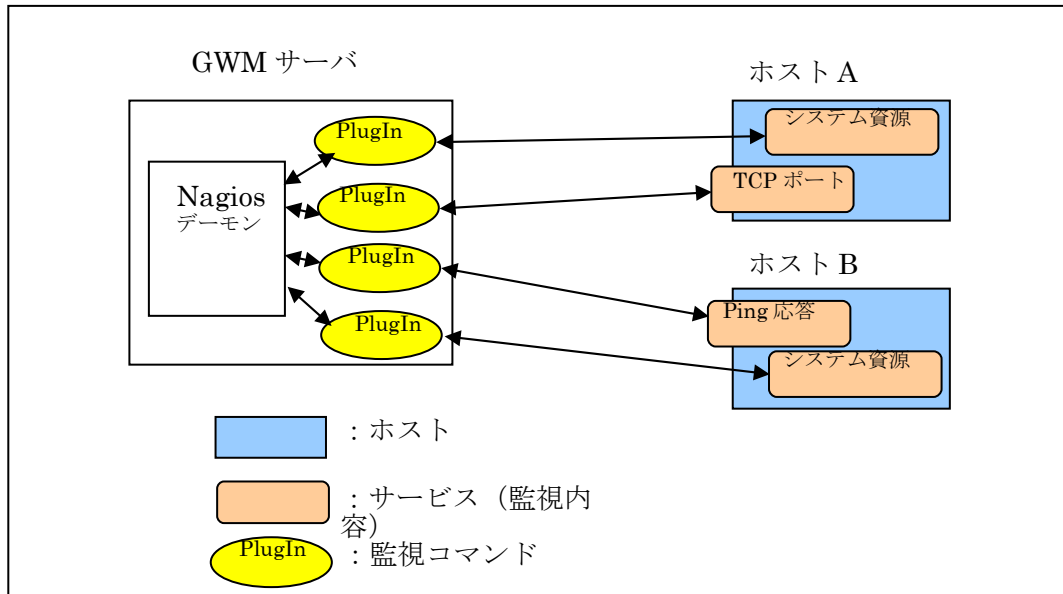 GWM サーバ
ホスト A
PlugIn
システム資源
Nagios
デーモン
PlugIn
TCP ポート
PlugIn
ホスト B
PlugIn
Ping 応答
システム資源
：ホスト
：サービス（監視内
容）
PlugIn
：監視コマンド